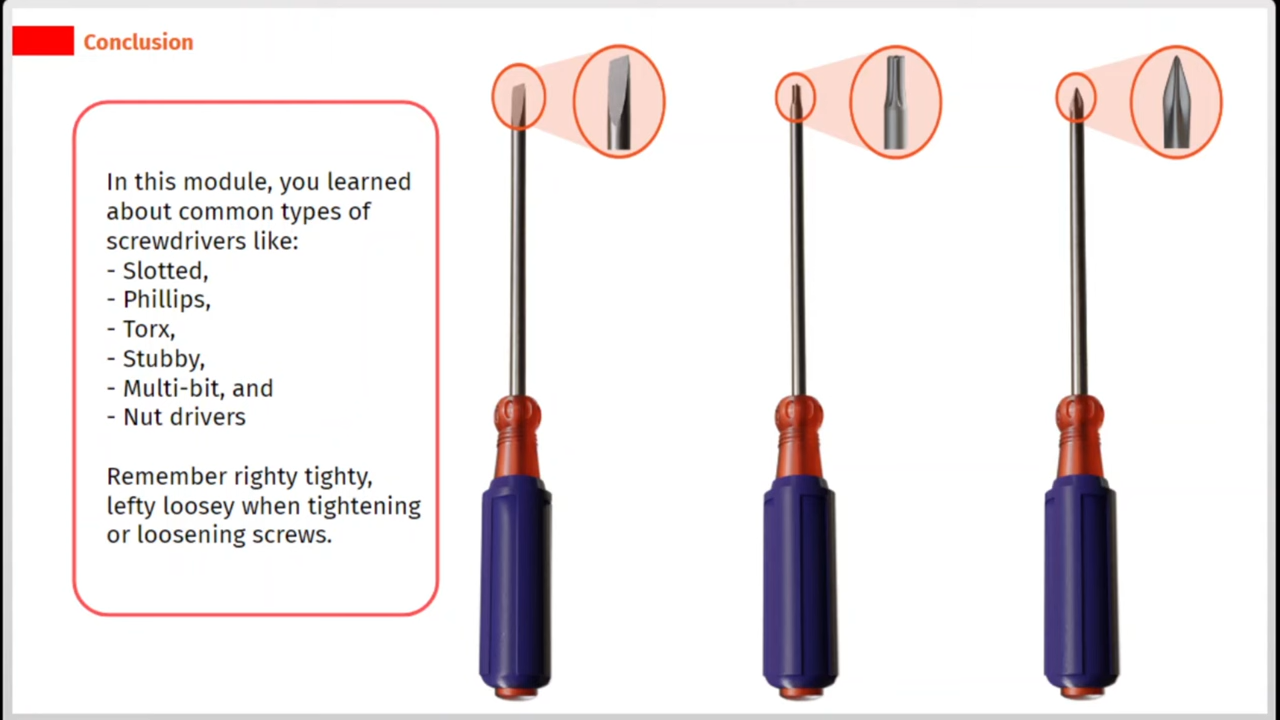 Conclusion
In this module, you learned
about common types of
screwdrivers like:
- Slotted,
- Phillips,
- Torx,
- Stubby,
- Multi-bit, and
- Nut drivers
Remember righty tighty,
lefty loosey when tightening
or loosening screws.